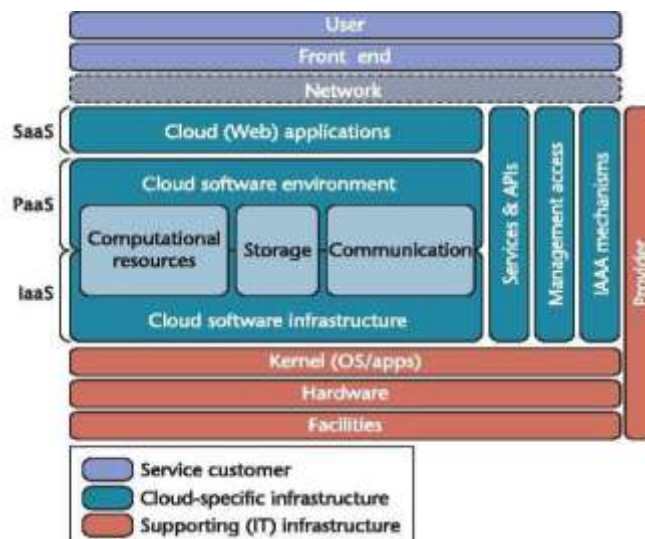 User
Front end
Network
SaaS
Cloud (Web) applications
PaaS
Cloud software environment
Computational
resources
Storage
Communication
IaaS
Cloud software infrastructure
Services & APIs
Management access
IAAA mechanisms
Provider
Kernel (OS/apps)
Hardware
Facilities
Service customer
Cloud-specific infrastructure
Supporting (IT) infrastructure